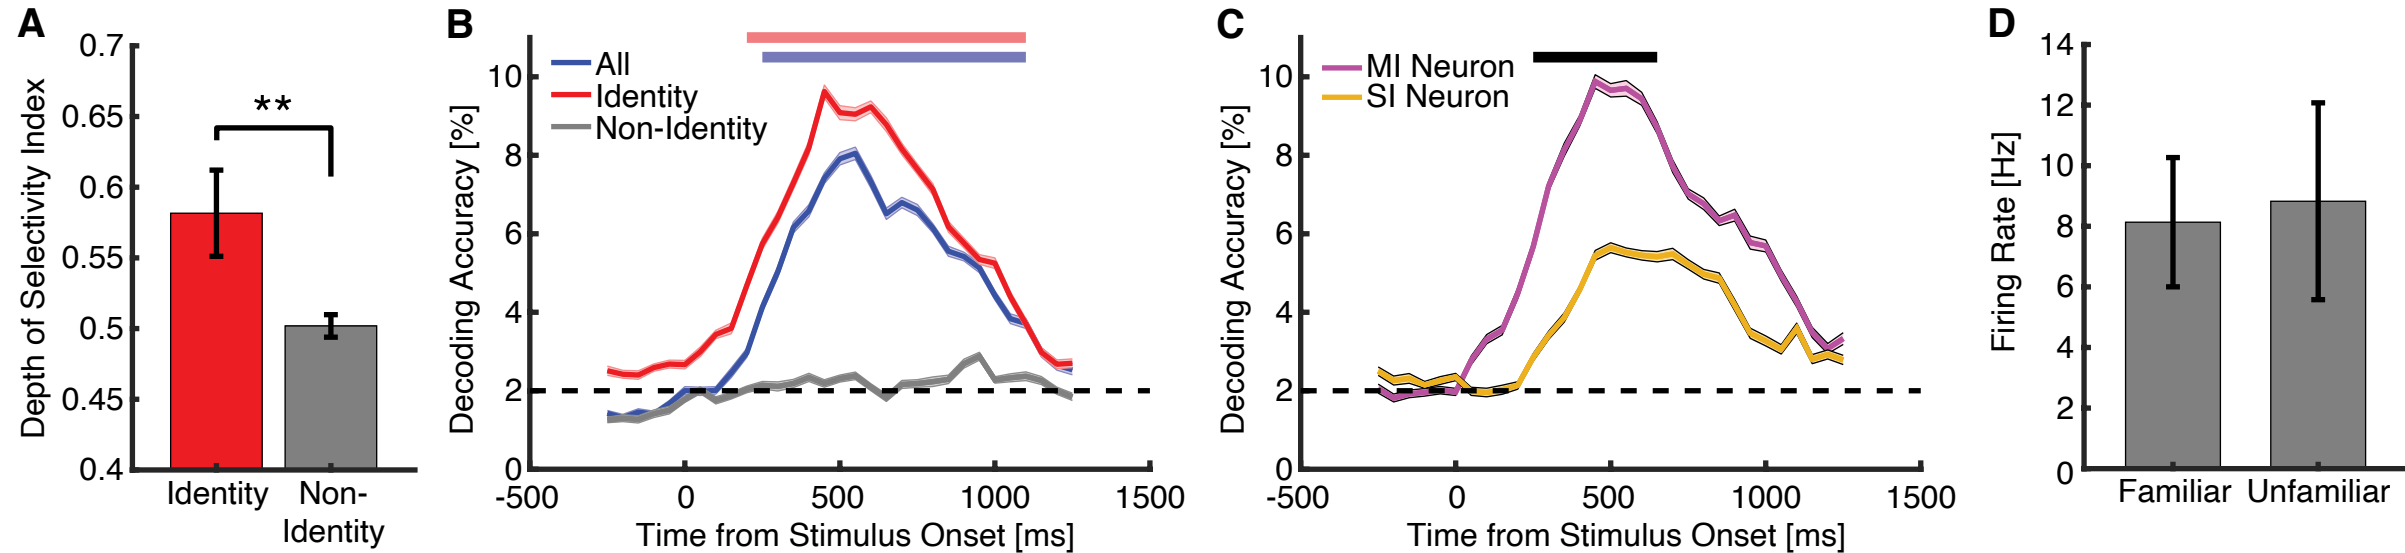 A
0.7
0.65
0.6
0.55
0.5
0.45
0.4
Depth of Selectivity Index
**
Identity
Non-
Identity
B
All
Identity
Non-Identity
10
8
6
4
2
0
Decoding Accuracy [%]
-500
0
500
1000
1500
Time from Stimulus Onset [ms]
C
MI Neuron
SI Neuron
10
8
6
4
2
0
Decoding Accuracy [%]
-500
0
500
1000
1500
Time from Stimulus Onset [ms]
D
14
12
10
8
6
4
2
0
Firing Rate [Hz]
Familiar
Unfamiliar